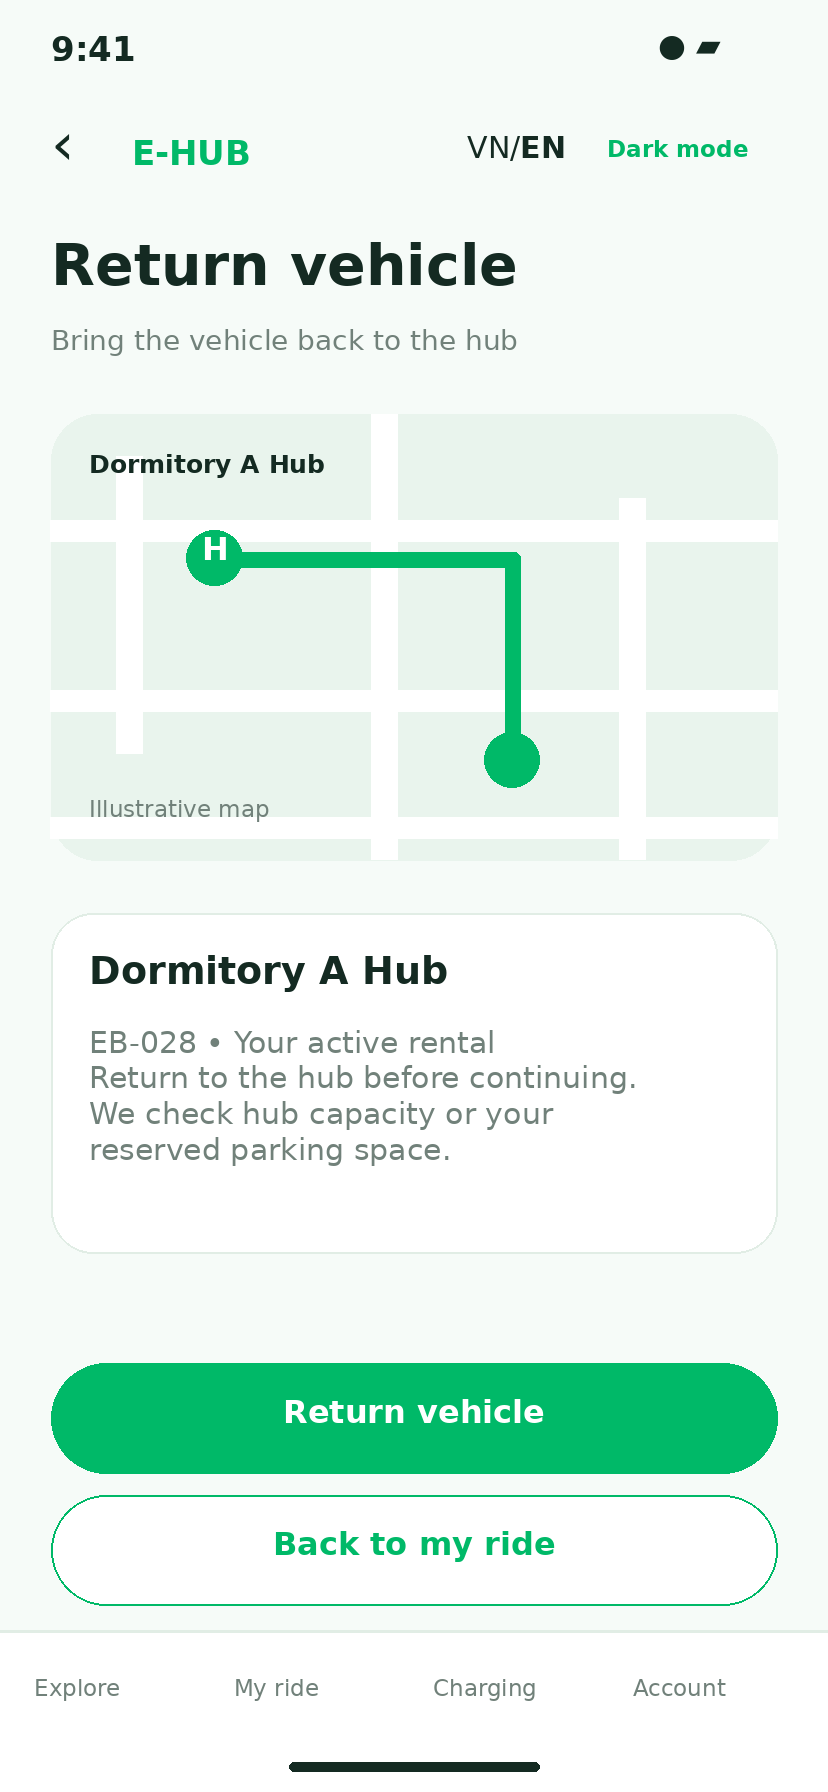 9:41
E-HUB
VN/EN
Dark mode
Return vehicle
Bring the vehicle back to the hub
Dormitory A Hub
H
Illustrative map
Dormitory A Hub
EB-028 • Your active rental
Return to the hub before continuing.
We check hub capacity or your
reserved parking space.
Return vehicle
Back to my ride
Explore
My ride
Charging
Account